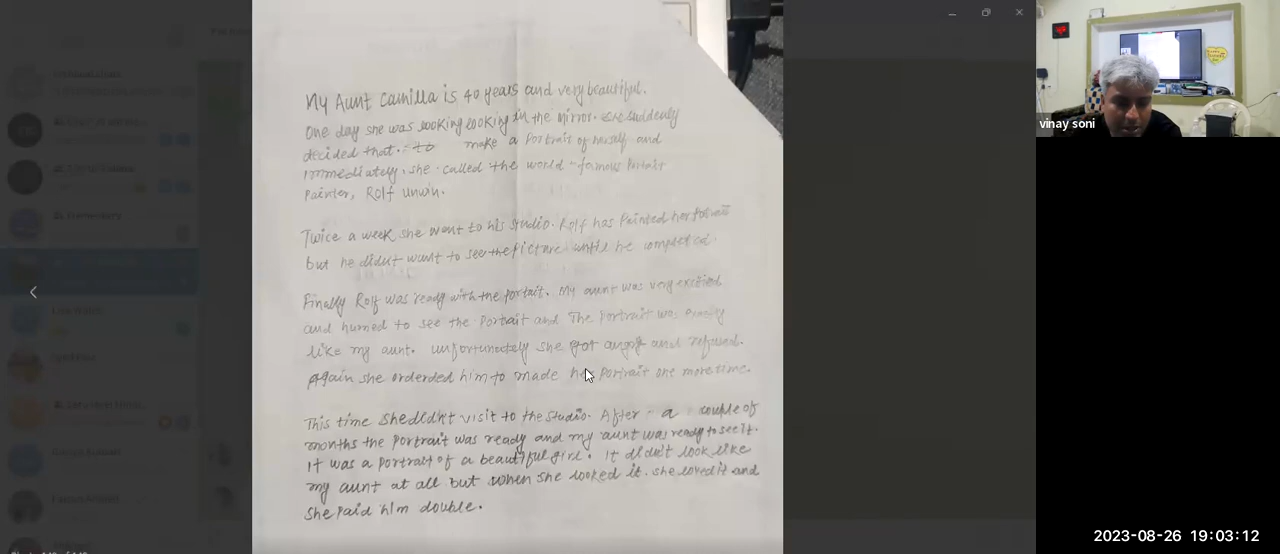 My Aunt Camilla is 40 years and very beautiful.
One day she was looking looking in the mirror. She suddenly
decided that. to make a portrait of herself and
immediately, she called the world-famous Portait
painter, Rolf Unwin.
Twice a week she went to his studio. Rolf has Painted her
but he didn't want to see the picture until he completed.
Finally Rolf was ready with the portait. My aunt was very excited
and hurried to see the Portrait and The portrait was
like my aunt. unfortunately she got angry and refused.
Again she orderded him to made her portrait one more time.
This time she didn't visit to the studio. After a couple of
months the portrait was ready and my aunt was ready to see it.
It was a portrait of a beautiful girl. It didn't look like
my aunt at all but when she looked it. she loved it and
she paid him double.
vinay soni
2023-08-26 19:03:12